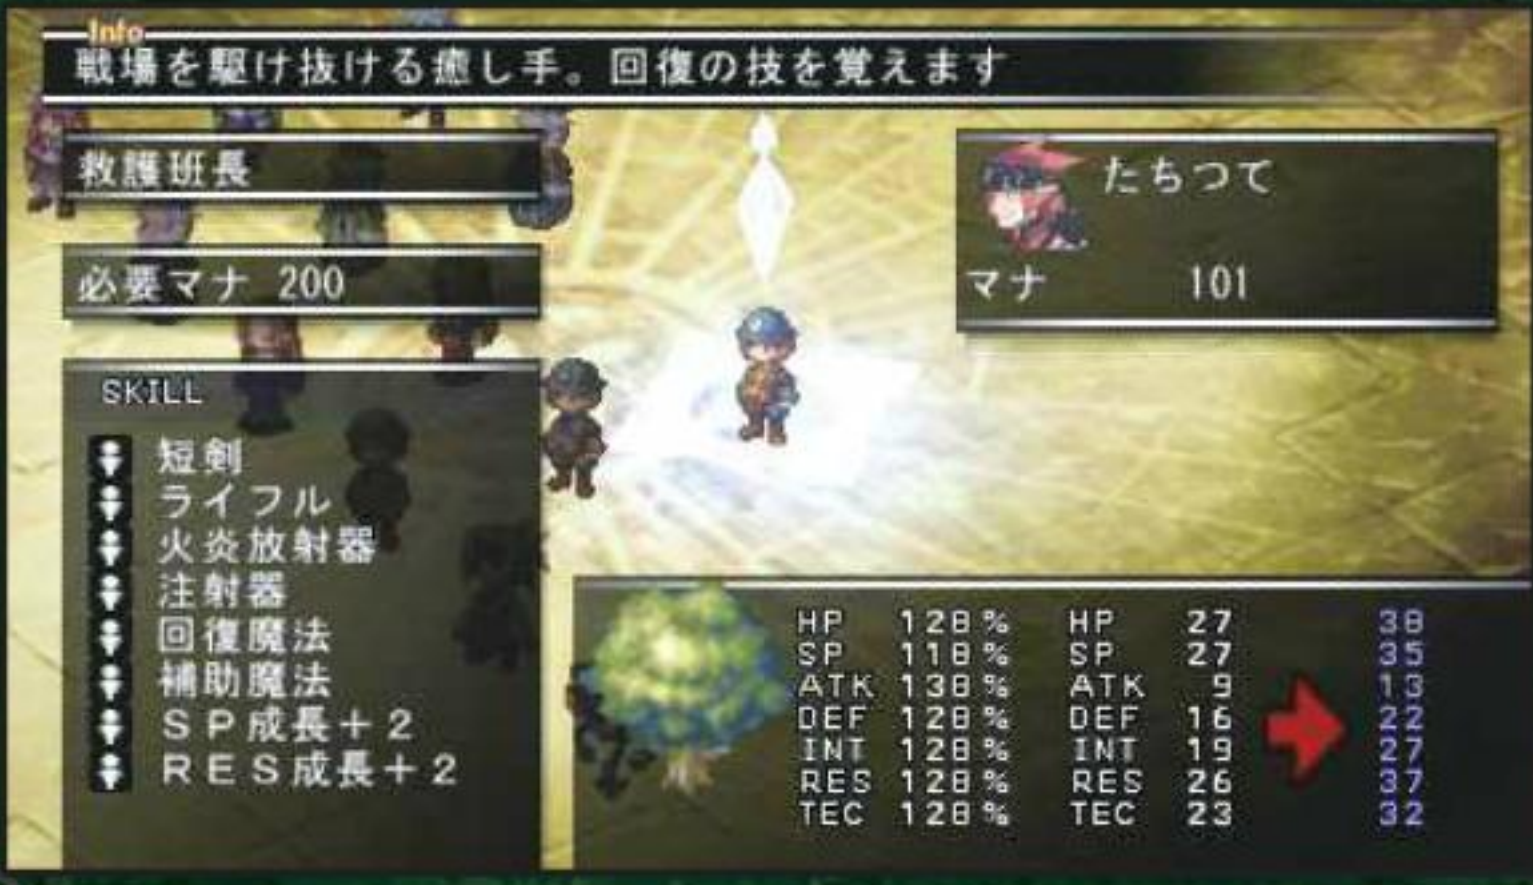 Info
戦場を駆け抜ける癒し手。回復の技を覚えます
救護班長
必要マナ 200
たちつて
マナ 101
SKILL
短剣
ライフル
火炎放射器
注射器
回復魔法
補助魔法
SP成長+2
RES成長+2
HP 128% HP 27 38
SP 118% SP 27 35
ATK 138% ATK 9 13
DEF 128% DEF 16 22
INT 128% INT 19 27
RES 128% RES 26 37
TEC 128% TEC 23 32